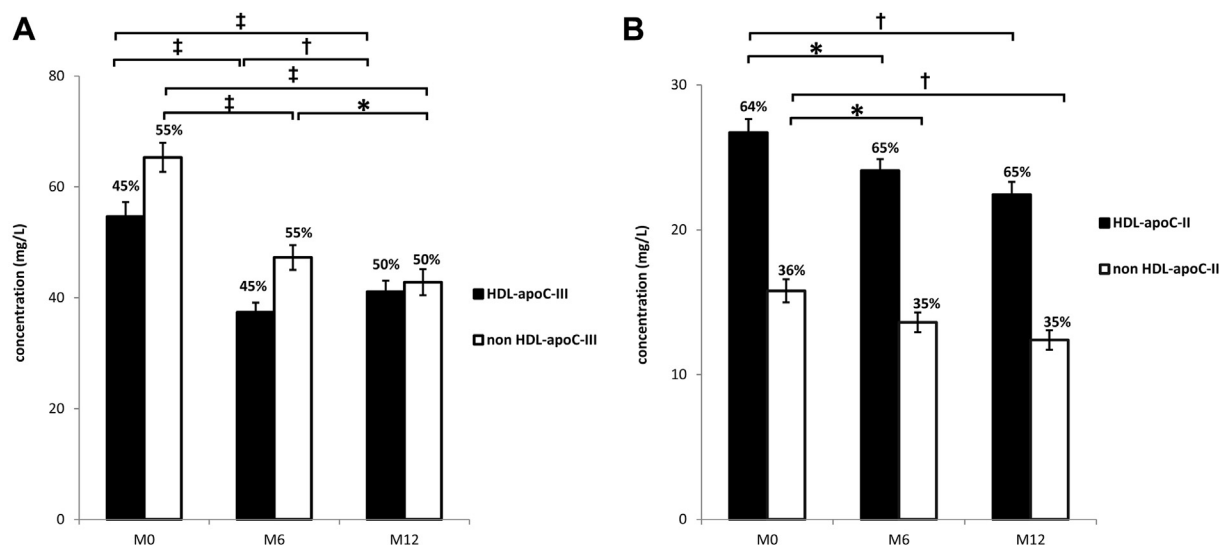 A
‡
‡ †
‡
‡ *
80
60
40
20
0
concentration (mg/L)
45%
55%
45%
55%
50%
50%
M0
M6
M12
HDL-apoC-III
non HDL-apoC-III
B
†
*
†
*
30
20
10
0
concentration (mg/L)
64%
36%
65%
35%
65%
35%
M0
M6
M12
HDL-apoC-II
non HDL-apoC-II